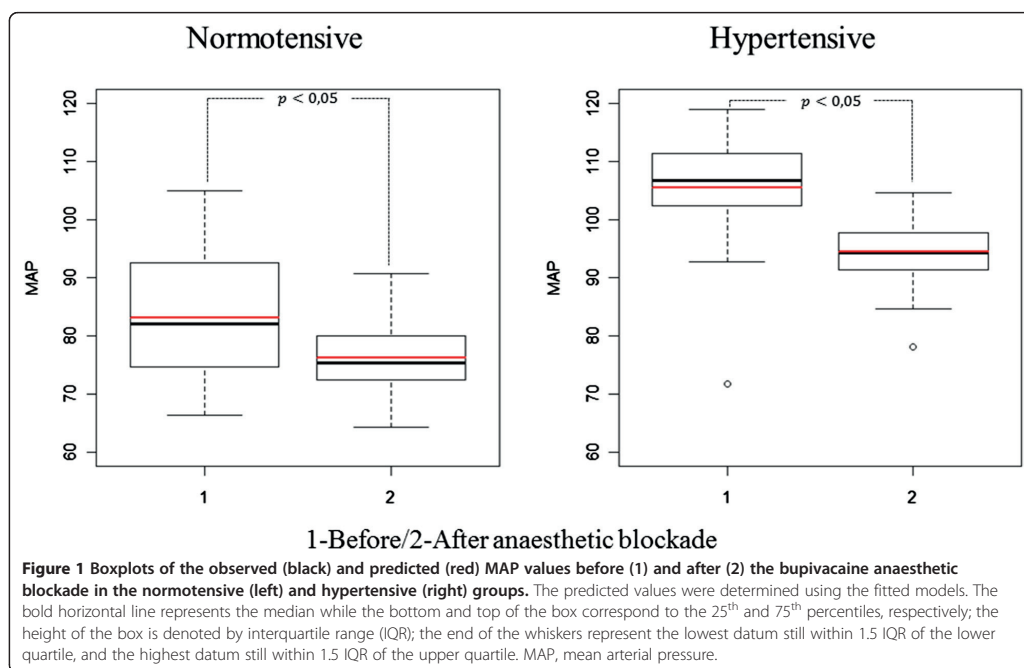 Normotensive
Hypertensive
p < 0,05
p < 0,05
MAP
120
110
100
90
80
70
60
1
2
MAP
120
110
100
90
80
70
60
1
2
1-Before/2-After anaesthetic blockade
Figure 1 Boxplots of the observed (black) and predicted (red) MAP values before (1) and after (2) the bupivacaine anaesthetic
blockade in the normotensive (left) and hypertensive (right) groups. The predicted values were determined using the fitted models. The
bold horizontal line represents the median while the bottom and top of the box correspond to the 25th and 75th percentiles, respectively; the
height of the box is denoted by interquartile range (IQR); the end of the whiskers represent the lowest datum still within 1.5 IQR of the lower
quartile, and the highest datum still within 1.5 IQR of the upper quartile. MAP, mean arterial pressure.